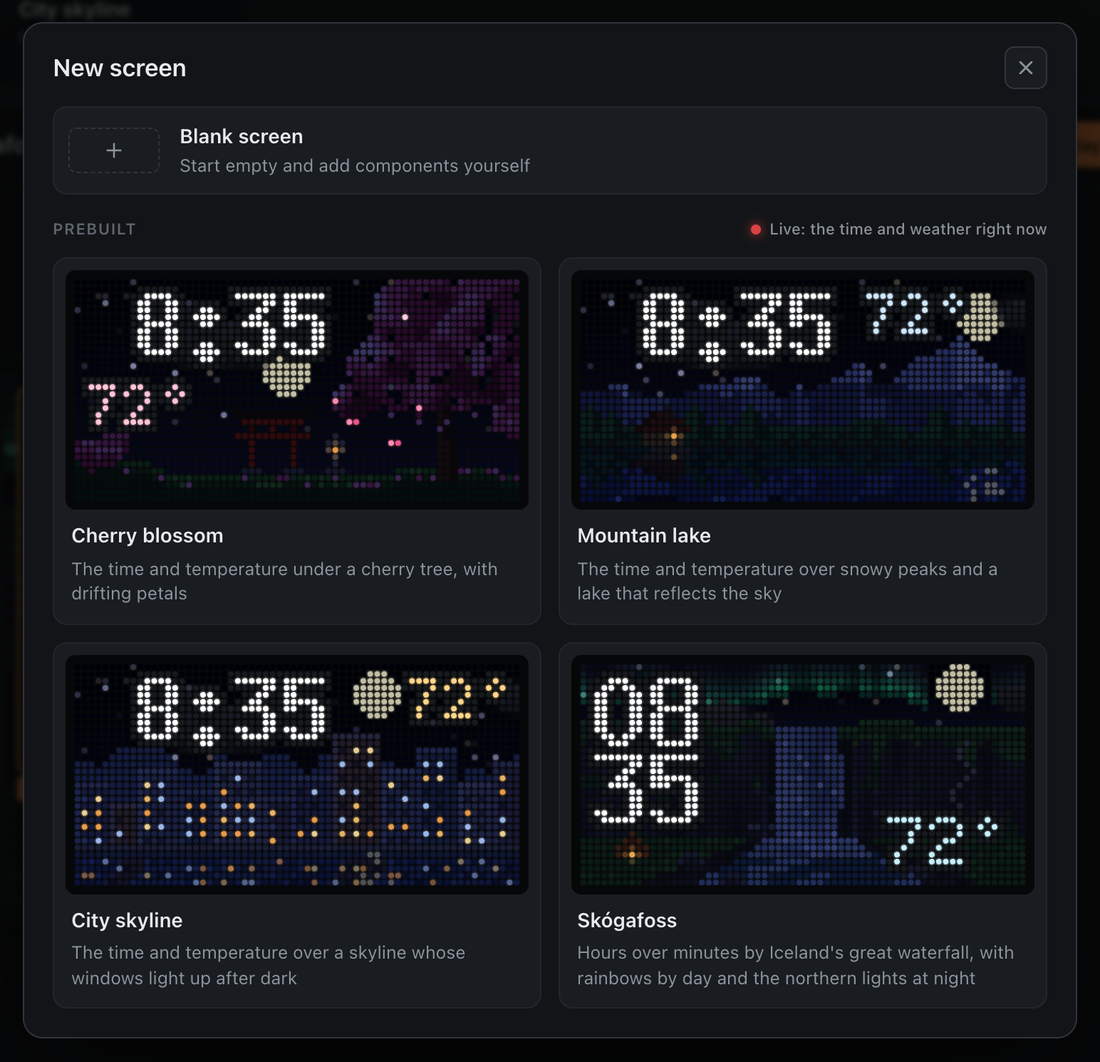 City skyline
New screen
Blank screen
Start empty and add components yourself
PREBUILT
Live: the time and weather right now
8:35
72°
Cherry blossom
The time and temperature under a cherry tree, with
drifting petals
8:35 72°
Mountain lake
The time and temperature over snowy peaks and a
lake that reflects the sky
8:35 72°
City skyline
The time and temperature over a skyline whose
windows light up after dark
08
35
72°
Skógafoss
Hours over minutes by Iceland's great waterfall, with
rainbows by day and the northern lights at night